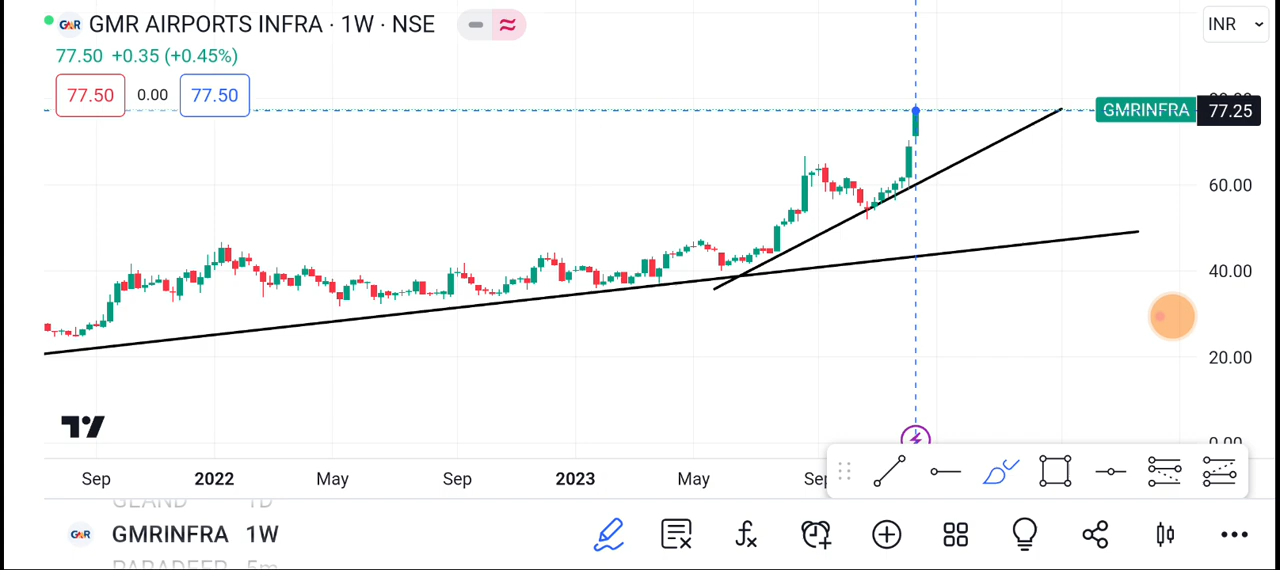 GMR AIRPORTS INFRA · 1W · NSE
INR
77.50 +0.35 (+0.45%)
77.50 0.00 77.50
80.00
GMRINFRA 77.25
60.00
40.00
20.00
0.00
Sep 2022 May Sep 2023 May Sep
GLAND 1D
GMRINFRA 1W
PARADEEP 5m